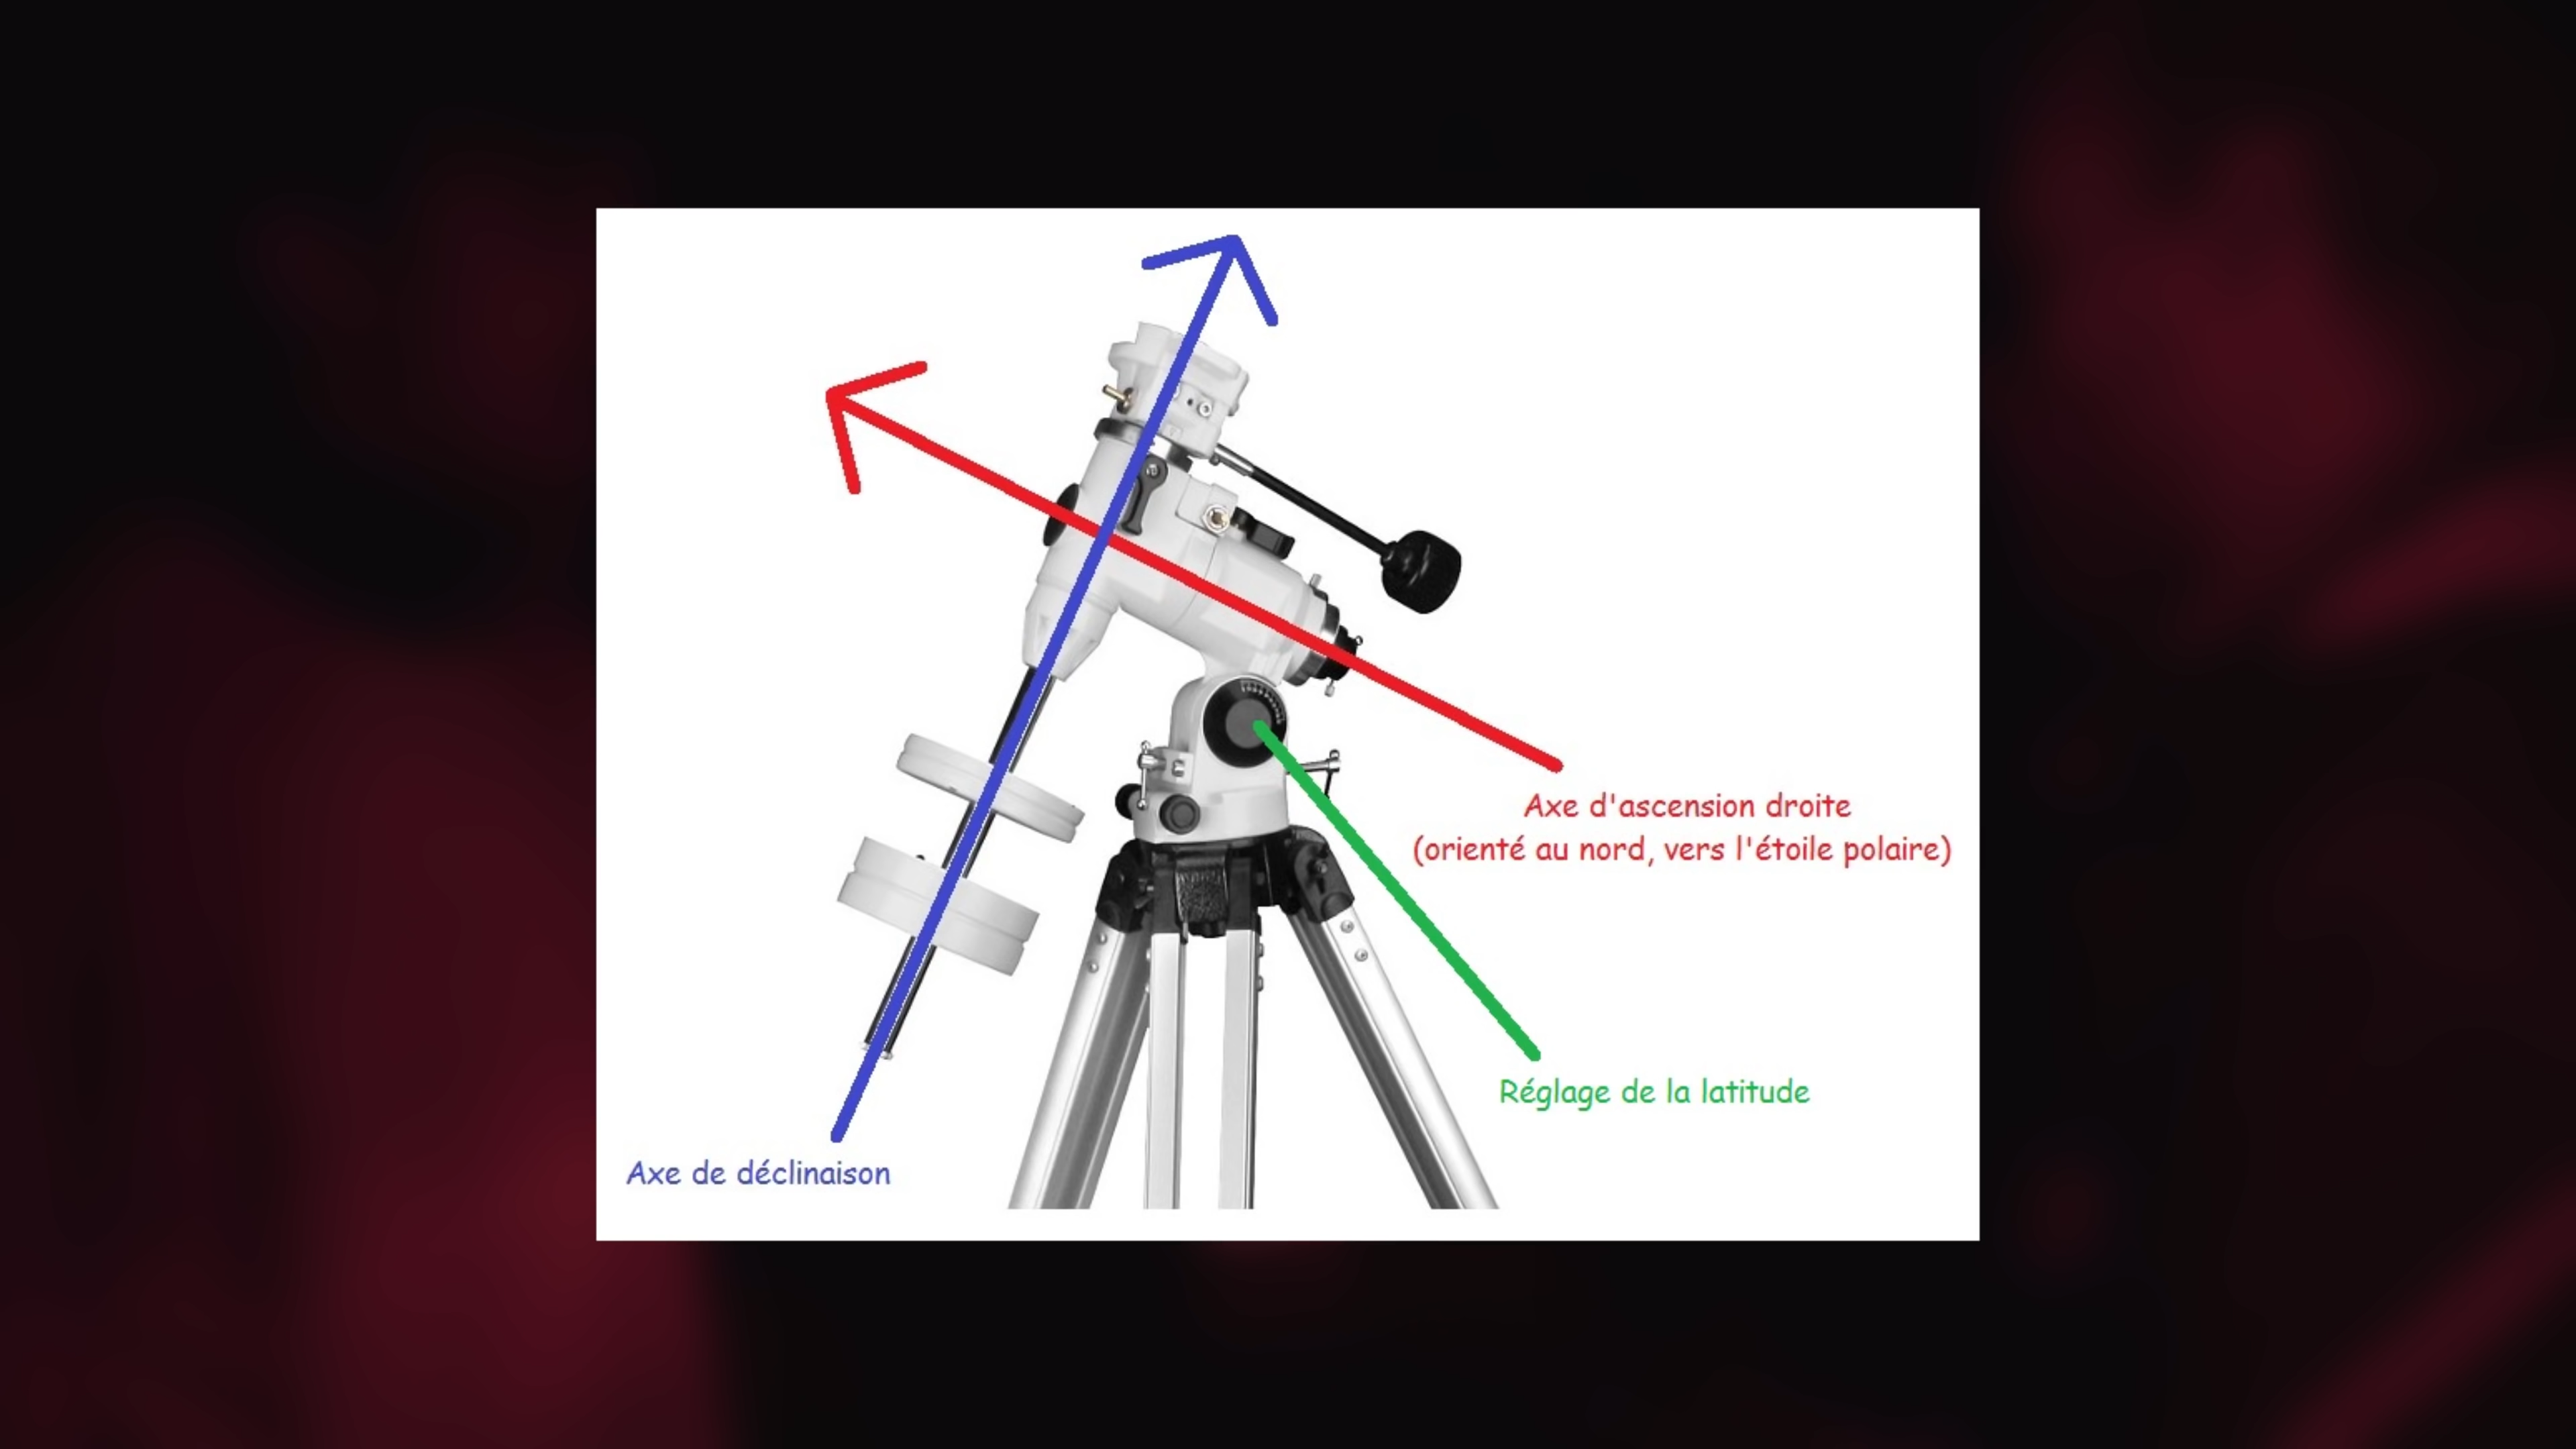 Axe d'ascension droite
(orienté au nord, vers l'étoile polaire)
Réglage de la latitude
Axe de déclinaison